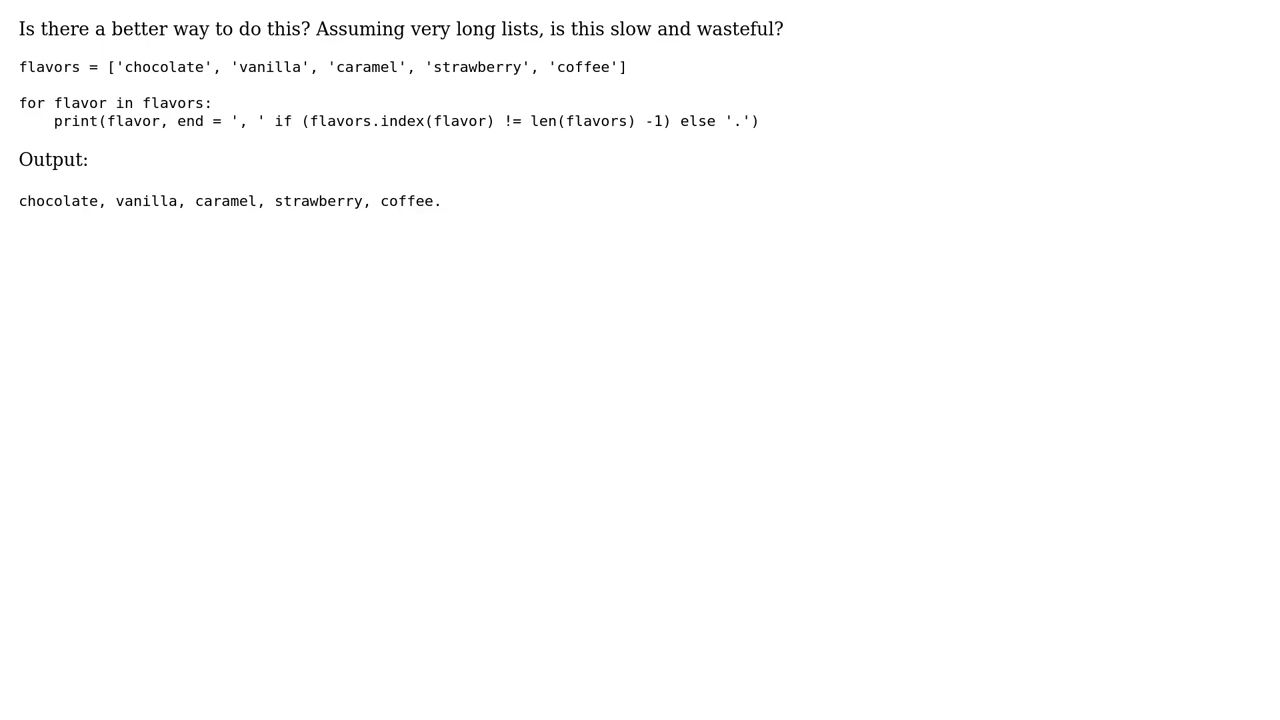 Is there a better way to do this? Assuming very long lists, is this slow and wasteful?
flavors = ['chocolate', 'vanilla', 'caramel', 'strawberry', 'coffee']
for flavor in flavors:
    print(flavor, end = ', ' if (flavors.index(flavor) != len(flavors) -1) else '.')
Output:
chocolate, vanilla, caramel, strawberry, coffee.